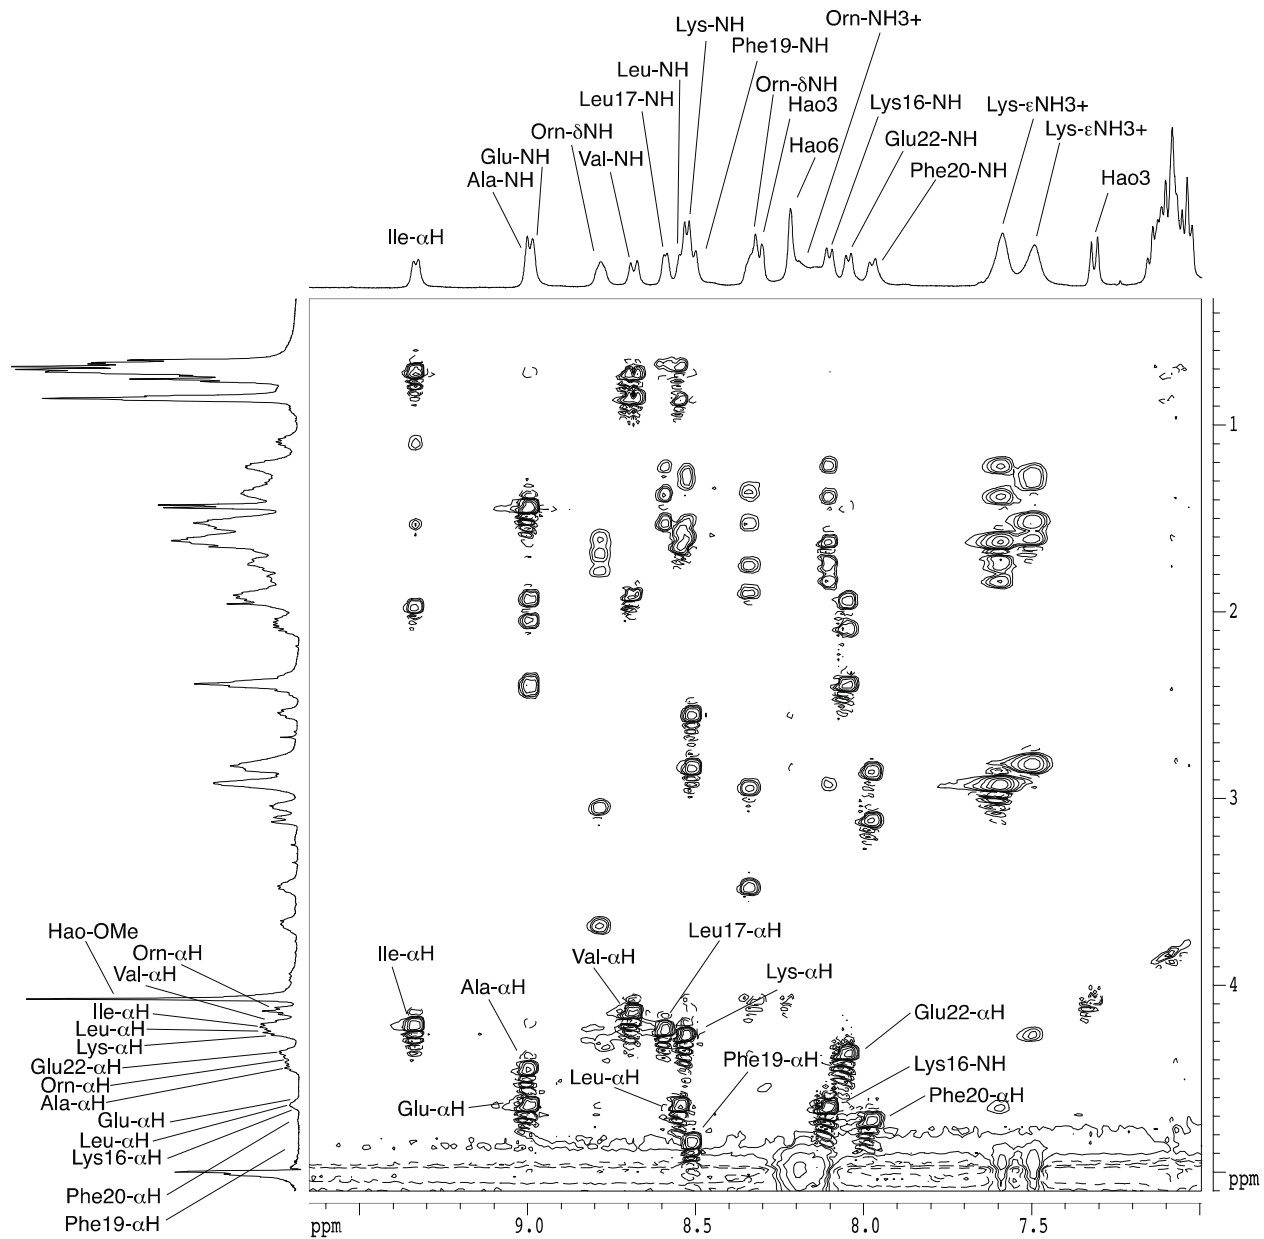 Orn-NH3+
Lys-NH
Phe19-NH
Leu-NH
Orn-δNH
Lys-εNH3+
Leu17-NH
Hao3
Lys16-NH
Lys-εNH3+
Orn-δNH
Hao6
Glu22-NH
Glu-NH
Val-NH
Phe20-NH
Ala-NH
Hao3
Ile-αH
1
2
3
Hao-OMe
Leu17-αH
Orn-αH
Ile-αH
Val-αH
Val-αH
Lys-αH
4
Ala-αH
Ile-αH
Glu22-αH
Leu-αH
Lys-αH
Phe19-αH
Lys16-NH
Glu22-αH
Leu-αH
Orn-αH
Phe20-αH
Ala-αH
Glu-αH
Glu-αH
Leu-αH
Lys16-αH
ppm
Phe20-αH
Phe19-αH
ppm 9.0 8.5 8.0 7.5